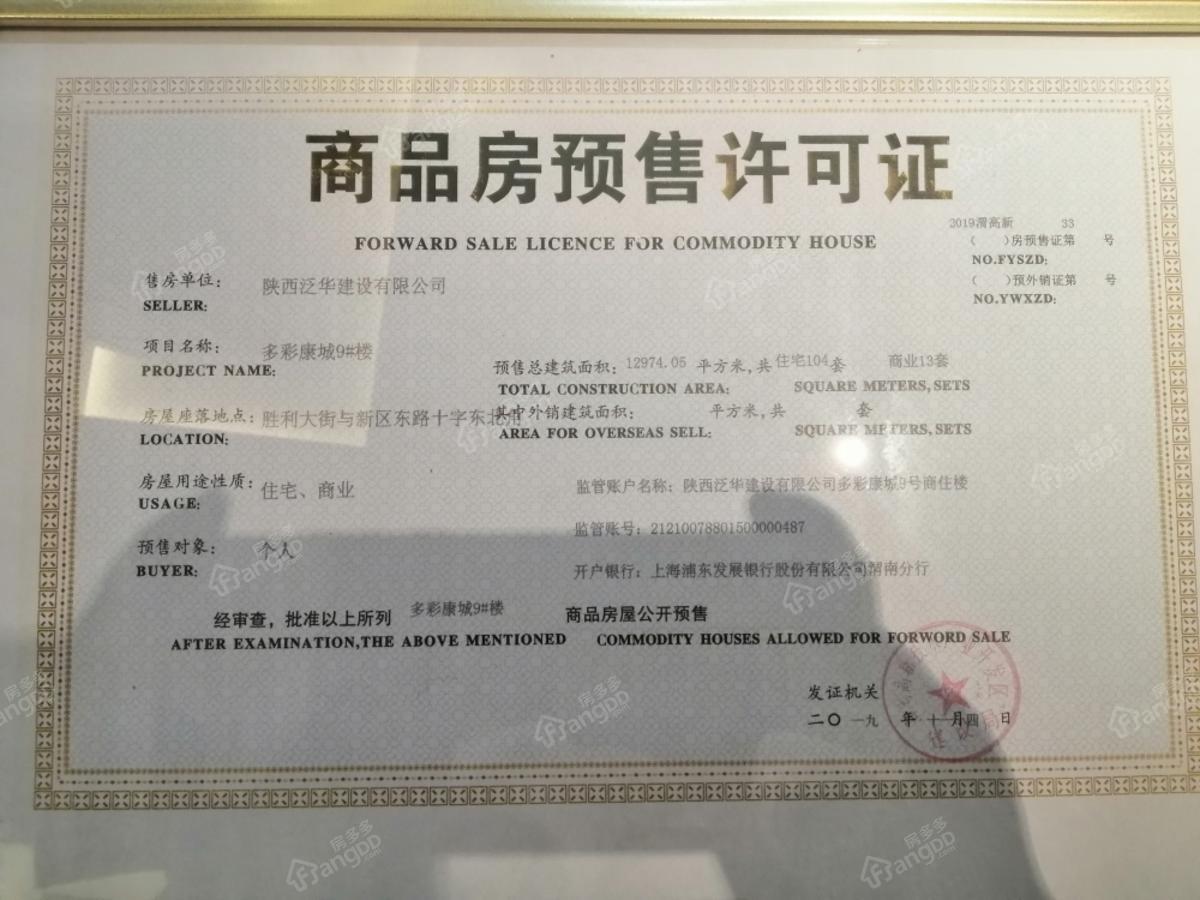 商品房预售许可证
FORWARD SALE LICENCE FOR COMMODITY HOUSE
2019渭高新 33
( )房预售证第 号
NO.FYSZD:
( )预外销证第 号
NO.YWXZD:
售房单位: 陕西泛华建设有限公司
SELLER:
项目名称: 多彩康城9#楼
PROJECT NAME:
预售总建筑面积: 12974.05 平方米,共 住宅104套 商业13套
TOTAL CONSTRUCTION AREA: SQUARE METERS,SETS
房屋座落地点: 胜利大街与新区东路十字东北角
LOCATION:
其中外销建筑面积: 平方米,共 套
AREA FOR OVERSEAS SELL: SQUARE METERS,SETS
房屋用途性质: 住宅、商业
USAGE:
监管账户名称: 陕西泛华建设有限公司多彩康城9号商住楼
监管账号: 21210078801500000487
预售对象: 个人
BUYER:
开户银行: 上海浦东发展银行股份有限公司渭南分行
经审查,批准以上所列 多彩康城9#楼 商品房屋公开预售
AFTER EXAMINATION,THE ABOVE MENTIONED COMMODITY HOUSES ALLOWED FOR FORWORD SALE
发证机关
二〇一九 年 十 月四 日
开发区
建设局
房多多
FangDD.com